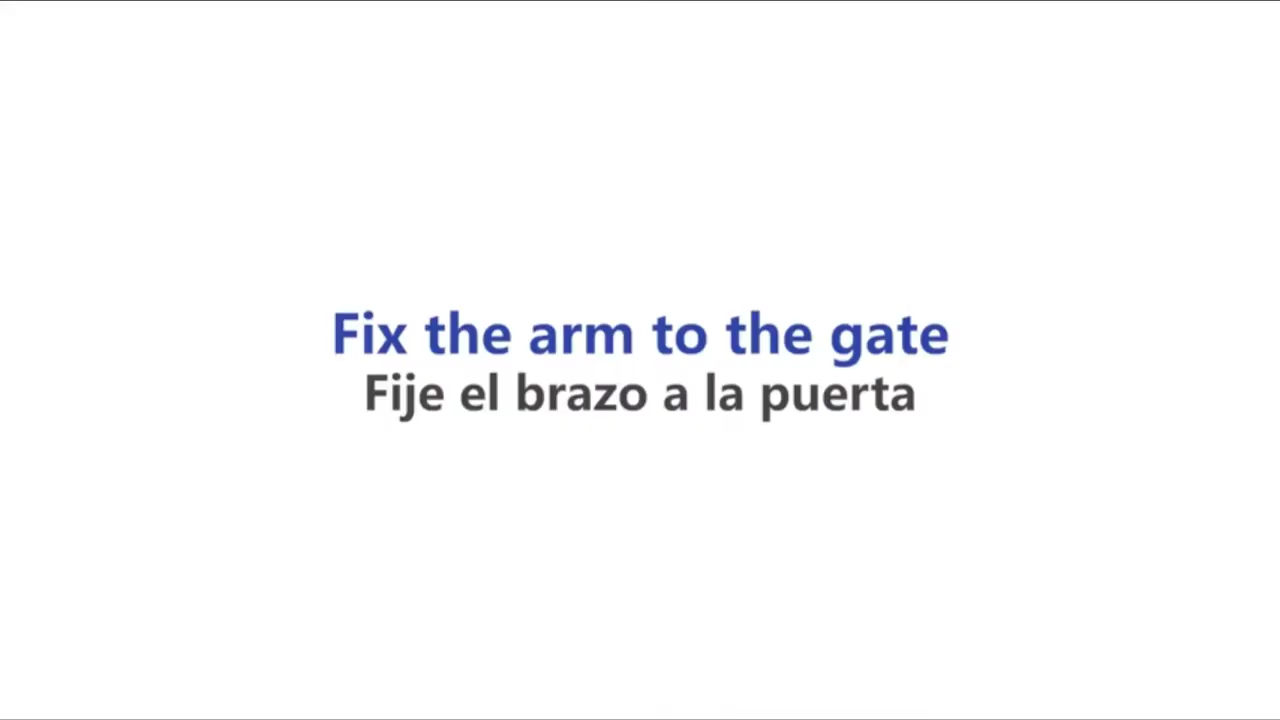 Fix the arm to the gate
Fije el brazo a la puerta